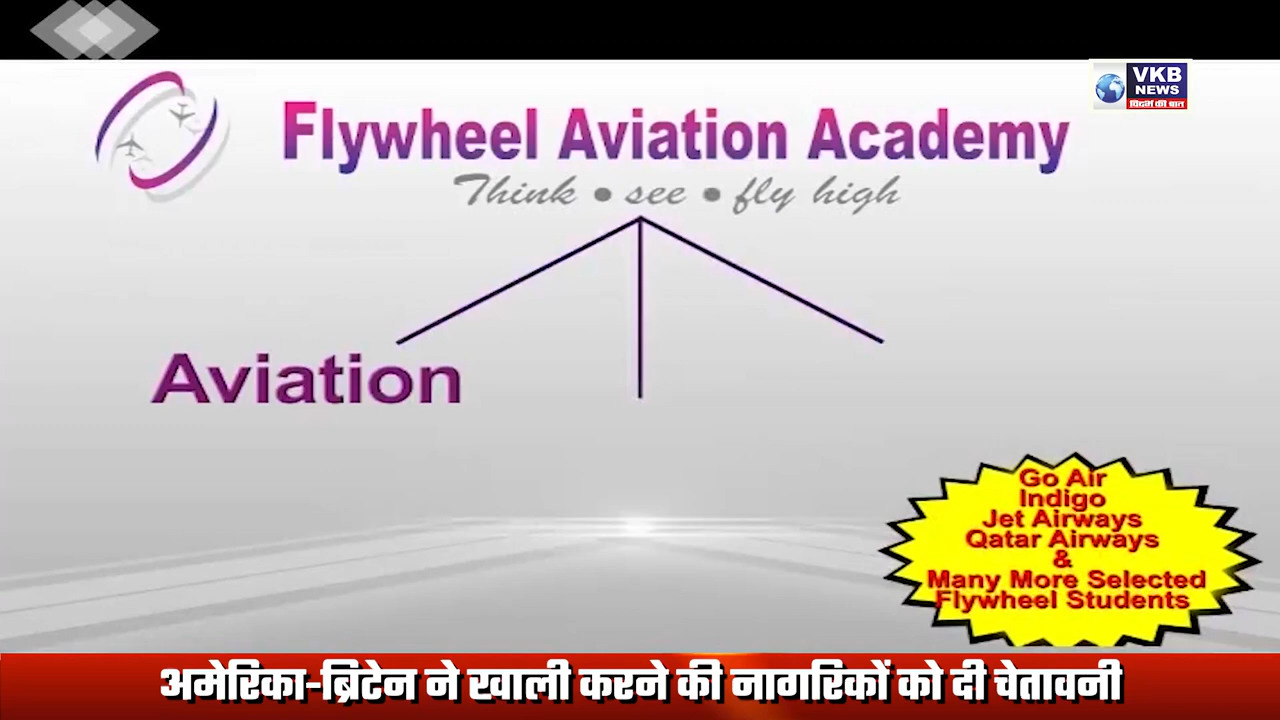 VKB
NEWS
विदर्भ की बात
Flywheel Aviation Academy
Think • see • fly high
Aviation
Go Air
Indigo
Jet Airways
Qatar Airways
&
Many More Selected
Flywheel Students
अमेरिका-ब्रिटेन ने खाली करने की नागरिकों को दी चेतावनी